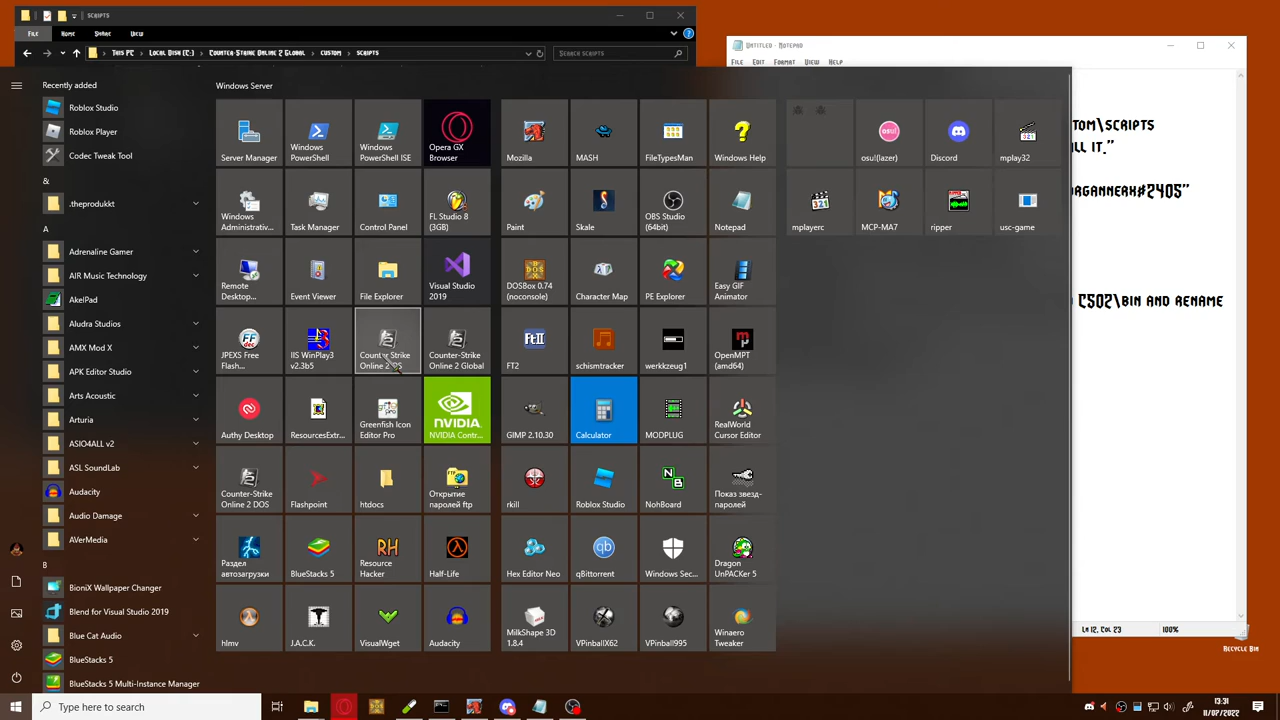 SCRIPTS
FILE
HOME
SHARE
VIEW
THIS PC
LOCAL DISK (C:)
COUNTER-STRIKE ONLINE 2 GLOBAL
CUSTOM
SCRIPTS
SEARCH SCRIPTS
UNTITLED - NOTEPAD
FILE
EDIT
FORMAT
VIEW
HELP
TOM\SCRIPTS
LL IT."
#2405"
CSO2\BIN AND RENAME
LN 12, COL 23
100%
RECYCLE BIN
Recently added
Roblox Studio
Roblox Player
Codec Tweak Tool
&
.theprodukkt
A
Adrenaline Gamer
AIR Music Technology
AkelPad
Aludra Studios
AMX Mod X
APK Editor Studio
Arts Acoustic
Arturia
ASIO4ALL v2
ASL SoundLab
Audacity
Audio Damage
AVerMedia
B
BioniX Wallpaper Changer
Blend for Visual Studio 2019
Blue Cat Audio
BlueStacks 5
BlueStacks 5 Multi-Instance Manager
Windows Server
Server Manager
Windows PowerShell
Windows PowerShell ISE
Opera GX Browser
Mozilla
MASH
FileTypesMan
Windows Help
osu!
osu!(lazer)
Discord
mplay32
Windows Administrativ...
Task Manager
Control Panel
FL Studio 8 (3GB)
Paint
Skale
OBS Studio (64bit)
Notepad
mplayerc
MCP-MA7
ripper
usc-game
Remote Desktop...
Event Viewer
File Explorer
Visual Studio 2019
DOSBox 0.74 (noconsole)
Character Map
PE Explorer
Easy GIF Animator
JPEXS Free Flash...
IIS WinPlay3 v2.3b5
Counter-Strike Online 2 DS
Counter-Strike Online 2 Global
FT2
schismtracker
werkkzeug1
OpenMPT (amd64)
Authy Desktop
ResourcesExtr...
Greenfish Icon Editor Pro
NVIDIA.
NVIDIA Contr...
GIMP 2.10.30
Calculator
MODPLUG
RealWorld Cursor Editor
Counter-Strike Online 2 DOS
Flashpoint
htdocs
Открытие паролей ftp
rkill
Roblox Studio
NohBoard
Показ звезд-паролей
Раздел автозагрузки
BlueStacks 5
Resource Hacker
Half-Life
Hex Editor Neo
qBittorrent
Windows Sec...
Dragon UnPACKer 5
hlmv
J.A.C.K.
VisualWget
Audacity
MilkShape 3D 1.8.4
VPinballX62
VPinball995
Winaero Tweaker
Type here to search
13:31
11/07/2022